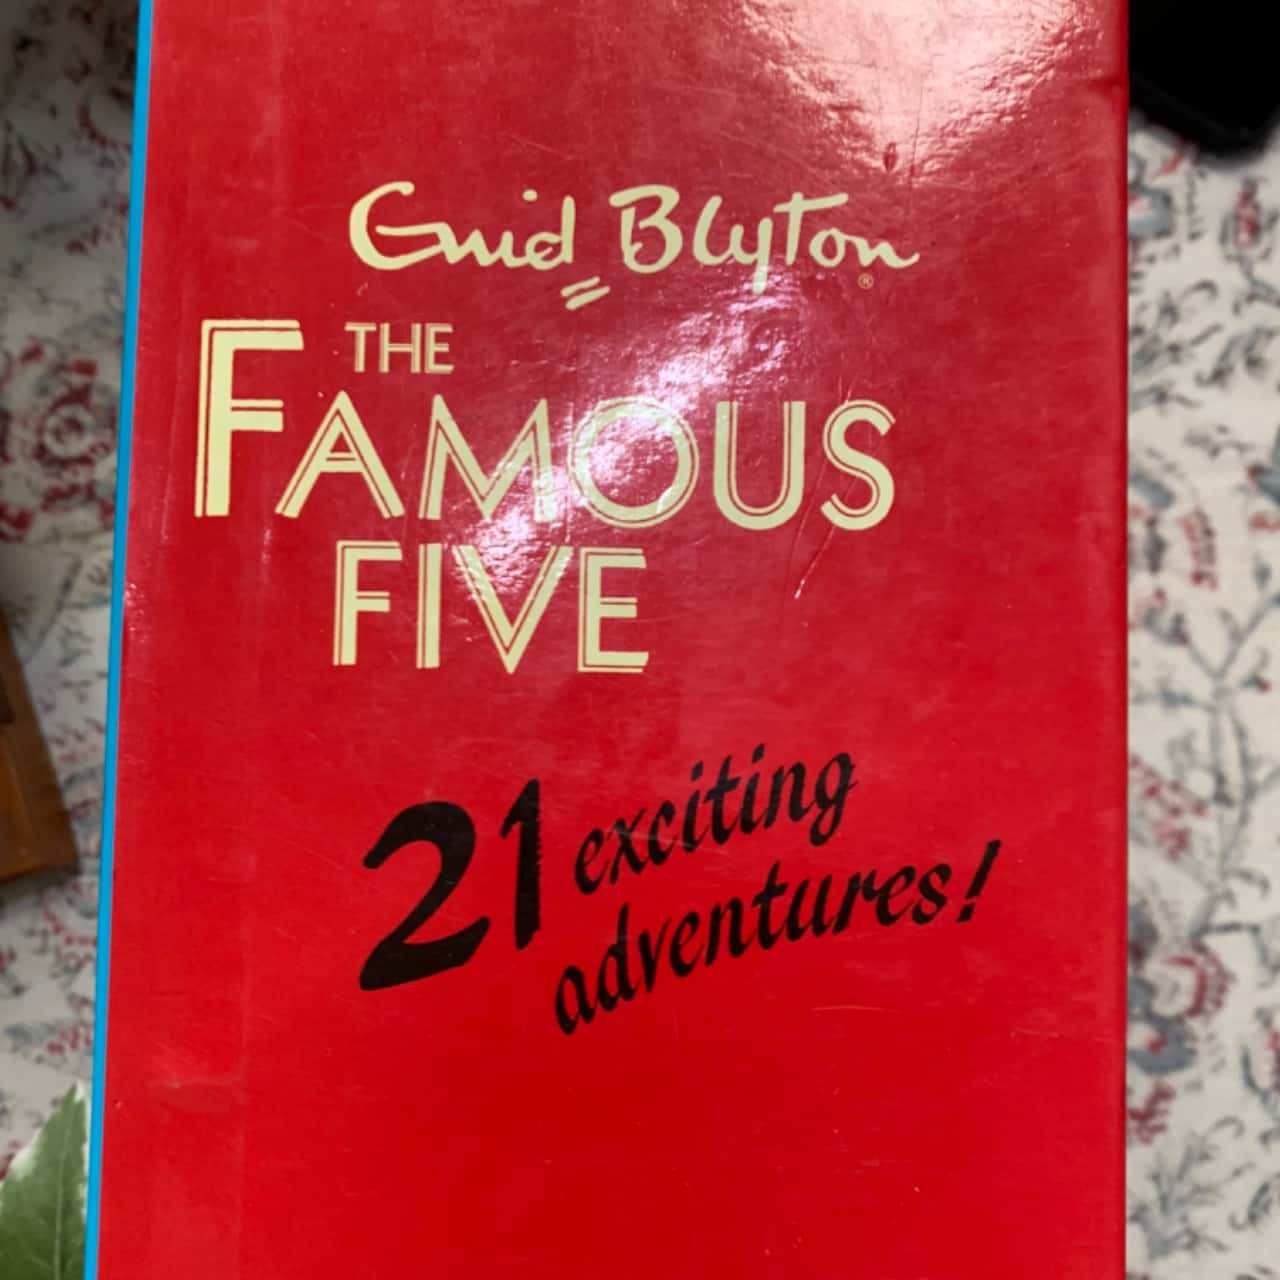 Enid Blyton®
THE
FAMOUS
FIVE
21 exciting
adventures!